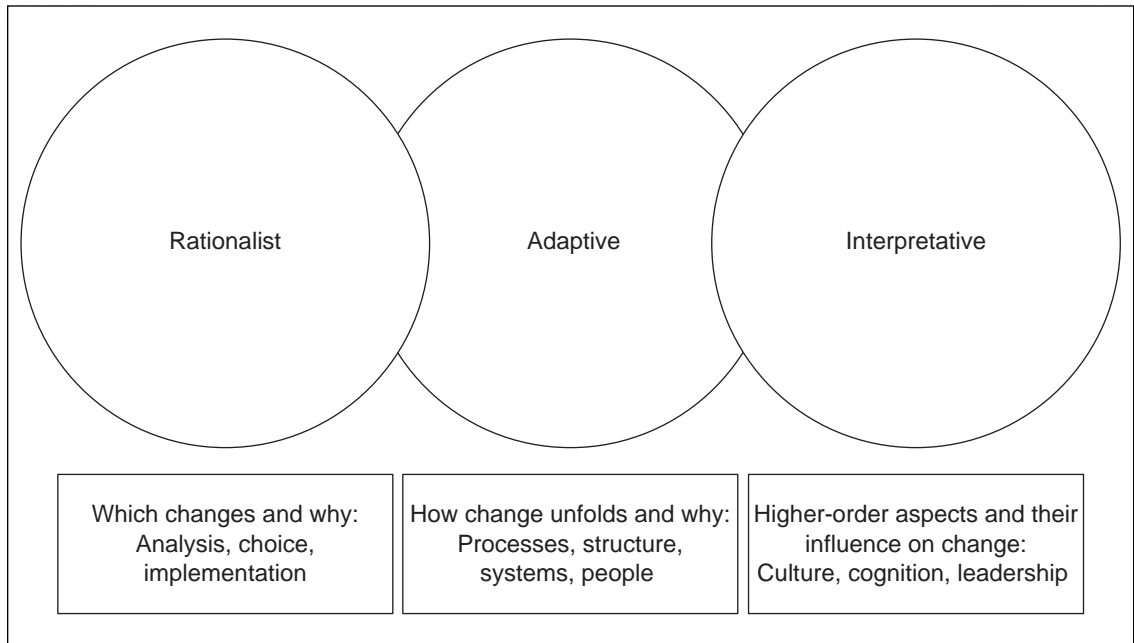 Rationalist
Adaptive
Interpretative
Which changes and why:
Analysis, choice,
implementation
How change unfolds and why:
Processes, structure,
systems, people
Higher-order aspects and their
influence on change:
Culture, cognition, leadership